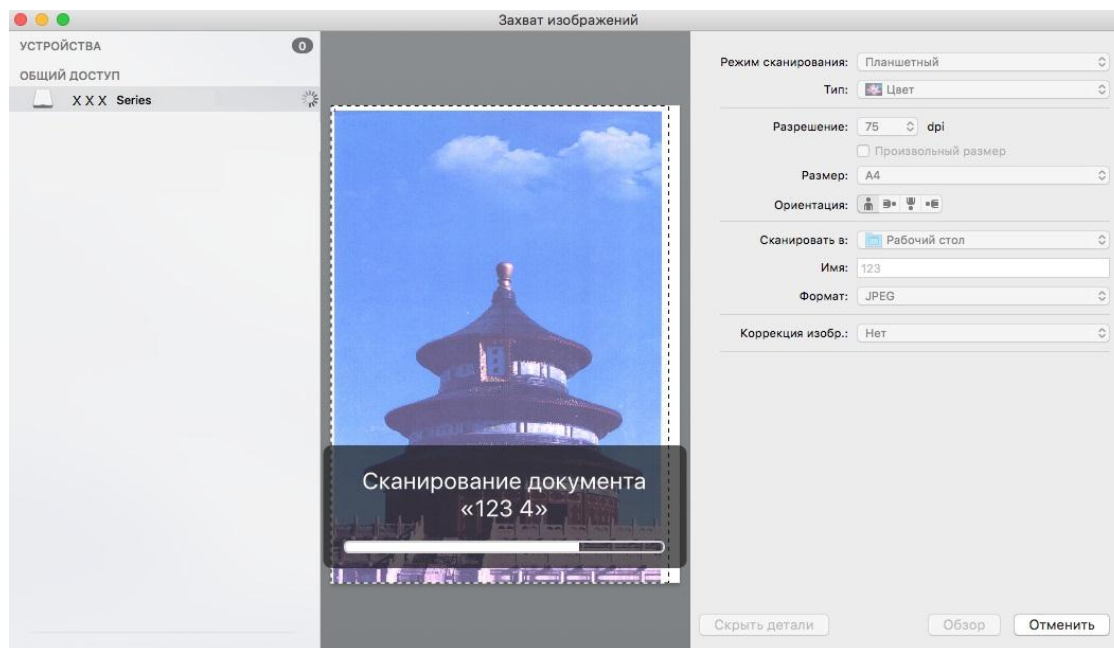 Захват изображений
УСТРОЙСТВА 0
ОБЩИЙ ДОСТУП
X X X Series
Режим сканирования: Планшетный
Тип: Цвет
Разрешение: 75 dpi
Произвольный размер
Размер: A4
Ориентация:
Сканировать в: Рабочий стол
Имя: 123
Формат: JPEG
Коррекция изобр.: Нет
Сканирование документа
«123 4»
Скрыть детали Обзор Отменить